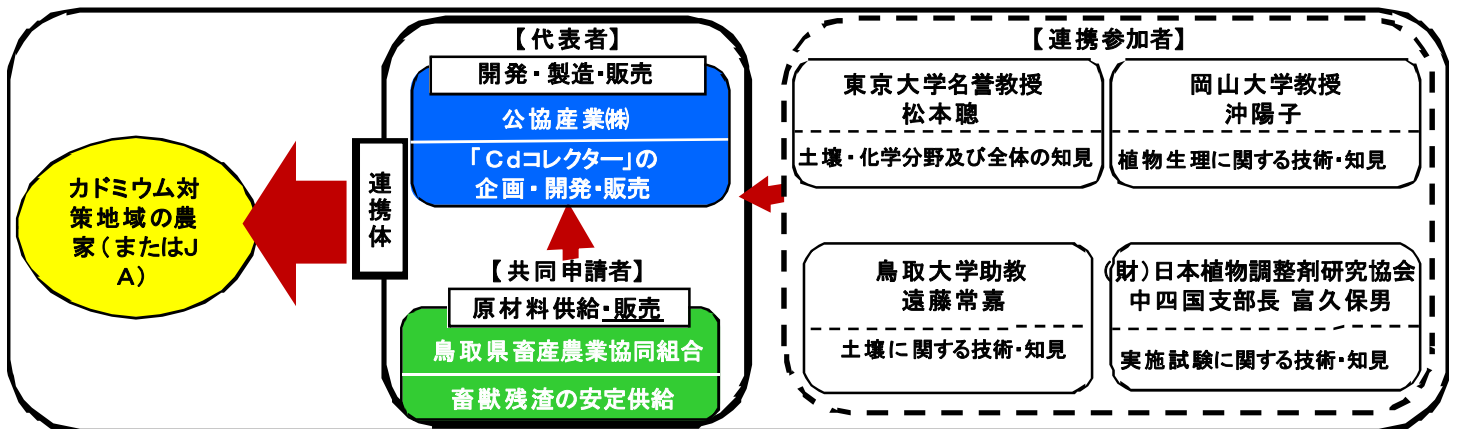 カドミウム対
策地域の農
家(またはJ
A)
連
携
体
【代表者】
開発・製造・販売
公協産業㈱
「Cdコレクター」の
企画・開発・販売
【共同申請者】
原材料供給・販売
鳥取県畜産農業協同組合
畜獣残渣の安定供給
【連携参加者】
東京大学名誉教授
松本聰
土壌・化学分野及び全体の知見
岡山大学教授
沖陽子
植物生理に関する技術・知見
鳥取大学助教
遠藤常嘉
土壌に関する技術・知見
(財)日本植物調整剤研究協会
中四国支部長 富久保男
実施試験に関する技術・知見